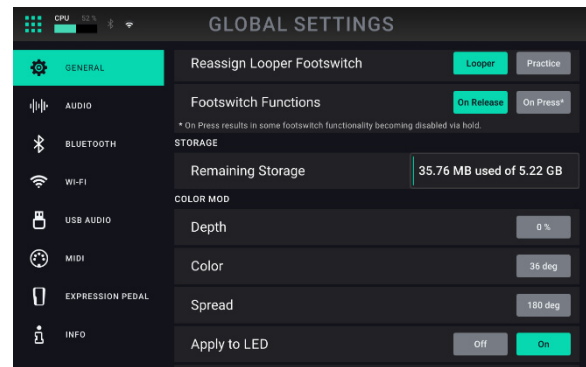 CPU 52 %
GLOBAL SETTINGS
GENERAL
AUDIO
BLUETOOTH
WI-FI
USB AUDIO
MIDI
EXPRESSION PEDAL
INFO
Reassign Looper Footswitch Looper Practice
Footswitch Functions On Release On Press*
* On Press results in some footswitch functionality becoming disabled via hold.
STORAGE
Remaining Storage 35.76 MB used of 5.22 GB
COLOR MOD
Depth 0 %
Color 36 deg
Spread 180 deg
Apply to LED Off On